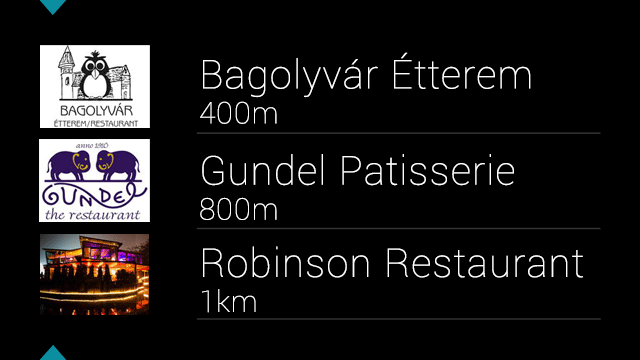 BAGOLYVÁR
ÉTTEREM/RESTAURANT
Bagolyvár Étterem
400m
anno 1910
GUNDEL
the restaurant
Gundel Patisserie
800m
Robinson Restaurant
1km